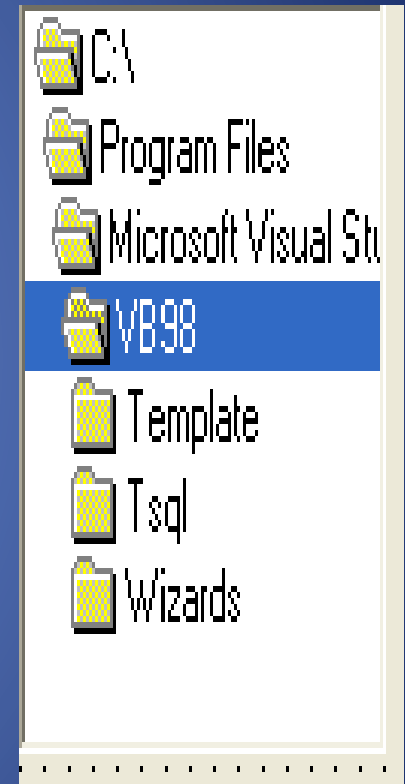 C:\
Program Files
Microsoft Visual Stu
VB98
Template
Tsql
Wizards